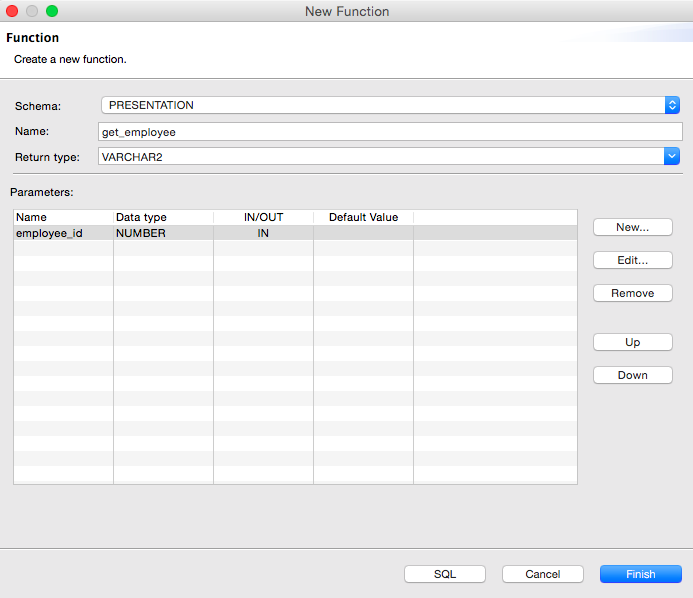 New Function
Function
Create a new function.
Schema: PRESENTATION
Name: get_employee
Return type: VARCHAR2
Parameters:
Name Data type IN/OUT Default Value
employee_id NUMBER IN
New...
Edit...
Remove
Up
Down
SQL Cancel Finish